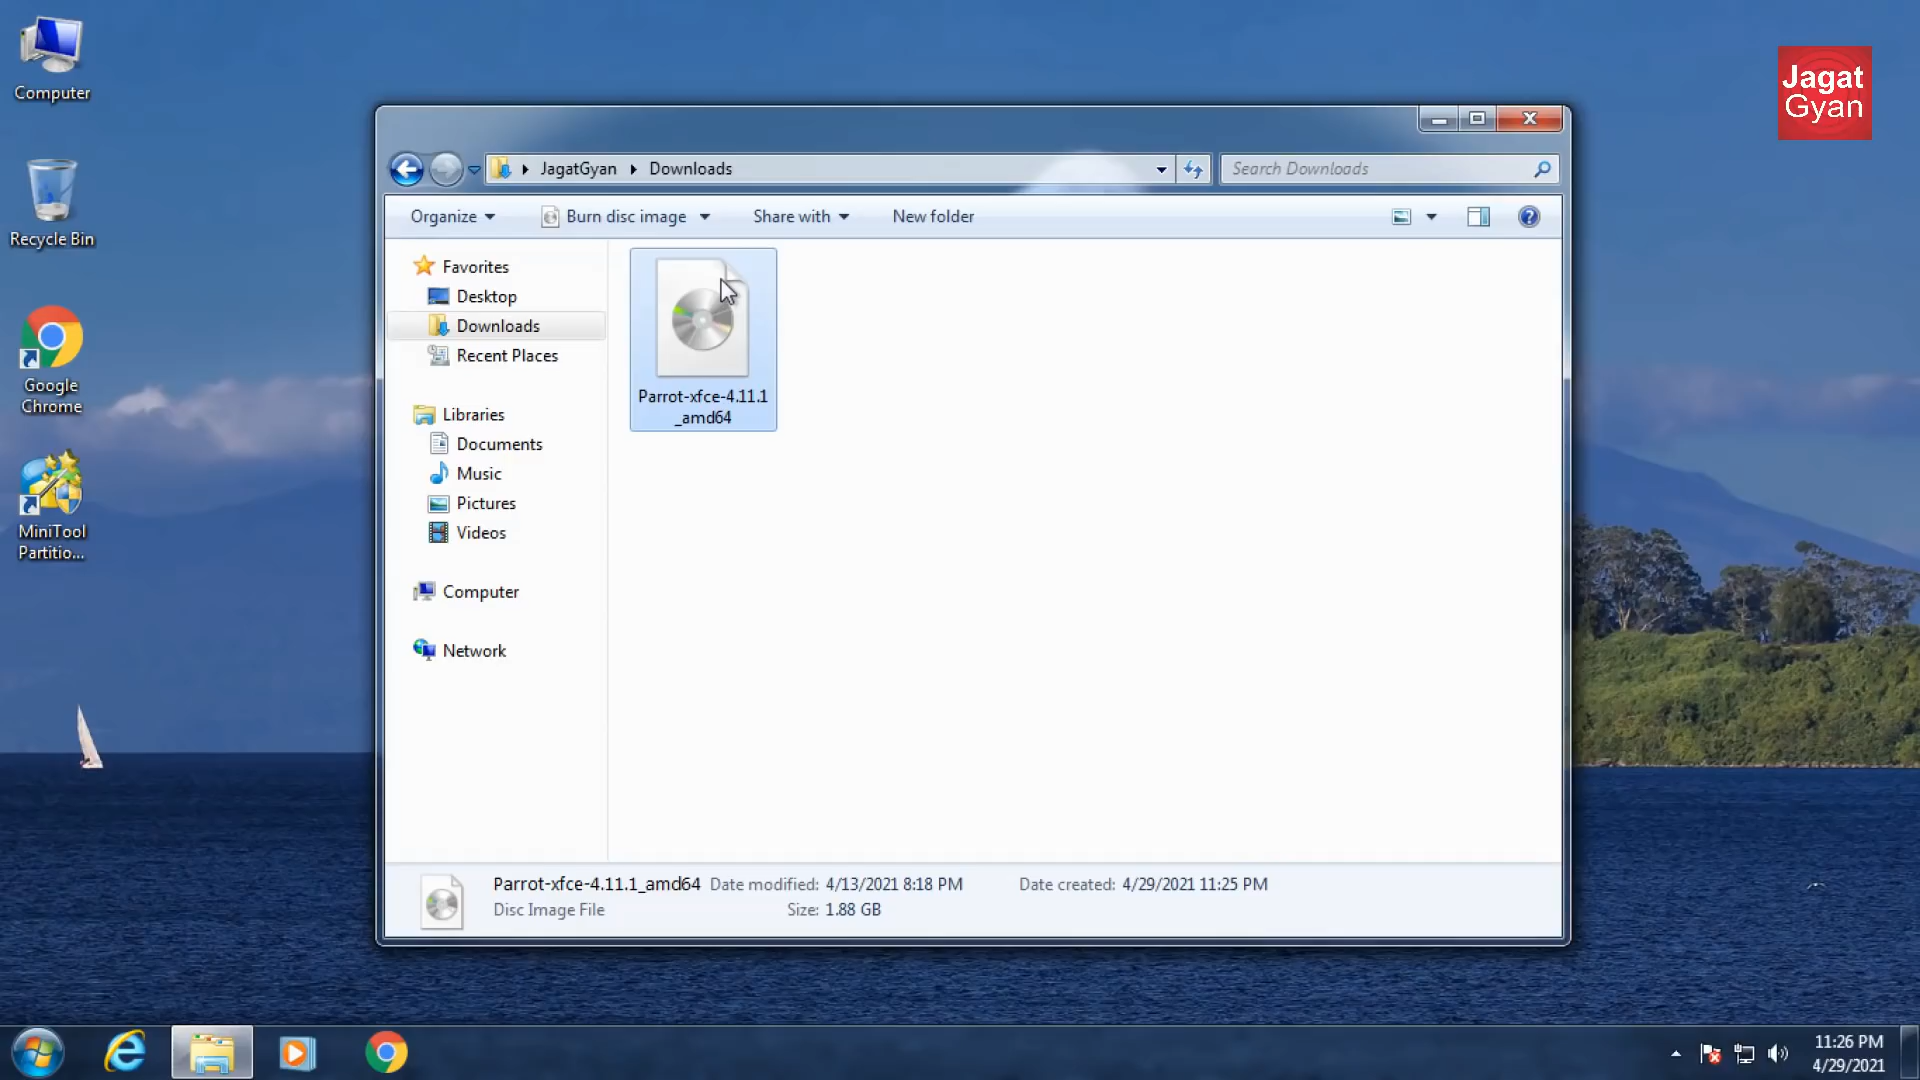 Computer
Recycle Bin
Google
Chrome
MiniTool
Partitio...
Jagat
Gyan
JagatGyan
Downloads
Search Downloads
Organize
Burn disc image
Share with
New folder
Favorites
Desktop
Downloads
Recent Places
Libraries
Documents
Music
Pictures
Videos
Computer
Network
Parrot-xfce-4.11.1
_amd64
Parrot-xfce-4.11.1_amd64 Date modified: 4/13/2021 8:18 PM Date created: 4/29/2021 11:25 PM
Disc Image File Size: 1.88 GB
11:26 PM
4/29/2021